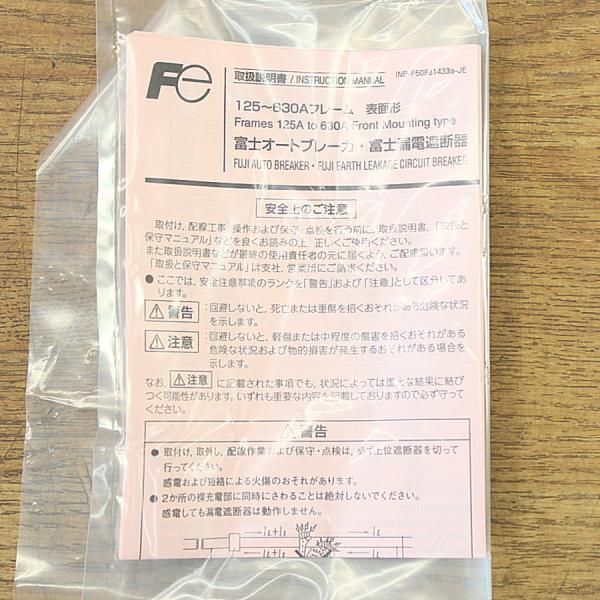 Fe
取扱説明書 / INSTRUCTION MANUAL
125～630Aフレーム 表面形
Frames 125A to 630A Front Mounting type
富士オートブレーカ・富士漏電遮断器
FUJI AUTO BREAKER・FUJI EARTH LEAKAGE CIRCUIT BREAKER
安全上のご注意
取付け, 配線工事, 操作および保守・点検を行う前に, 取扱説明書, 「取扱と
保守マニュアル」などを良くお読みの上, 正しくご使用ください。
また取扱説明書などが最終の使用責任者の元に届くよう, ご配慮願います。
「取扱と保守マニュアル」は支社, 営業所にご請求ください。
● ここでは, 安全注意事項のランクを「警告」および「注意」として区分してあ
ります。
⚠警告 : 回避しないと, 死亡または重傷を招くおそれがある危険な状況
を示します。
⚠注意 : 回避しないと, 軽傷または中程度の傷害を招くおそれがある
危険な状況および物的損害が発生するおそれがある場合を
示します。
なお, ⚠注意 に記載された事項でも, 状況によっては重大な結果に結び
つく可能性があります。いずれも重要な内容を記載しておりますので必ず守って
ください。
⚠警告
● 取付け, 取外し, 配線作業および保守・点検は, 必ず上位遮断器を切って
行ってください。
感電および短絡による火傷のおそれがあります。
● 2か所の裸充電部に同時にさわることは絶対しないでください。
感電しても漏電遮断器は動作しません。